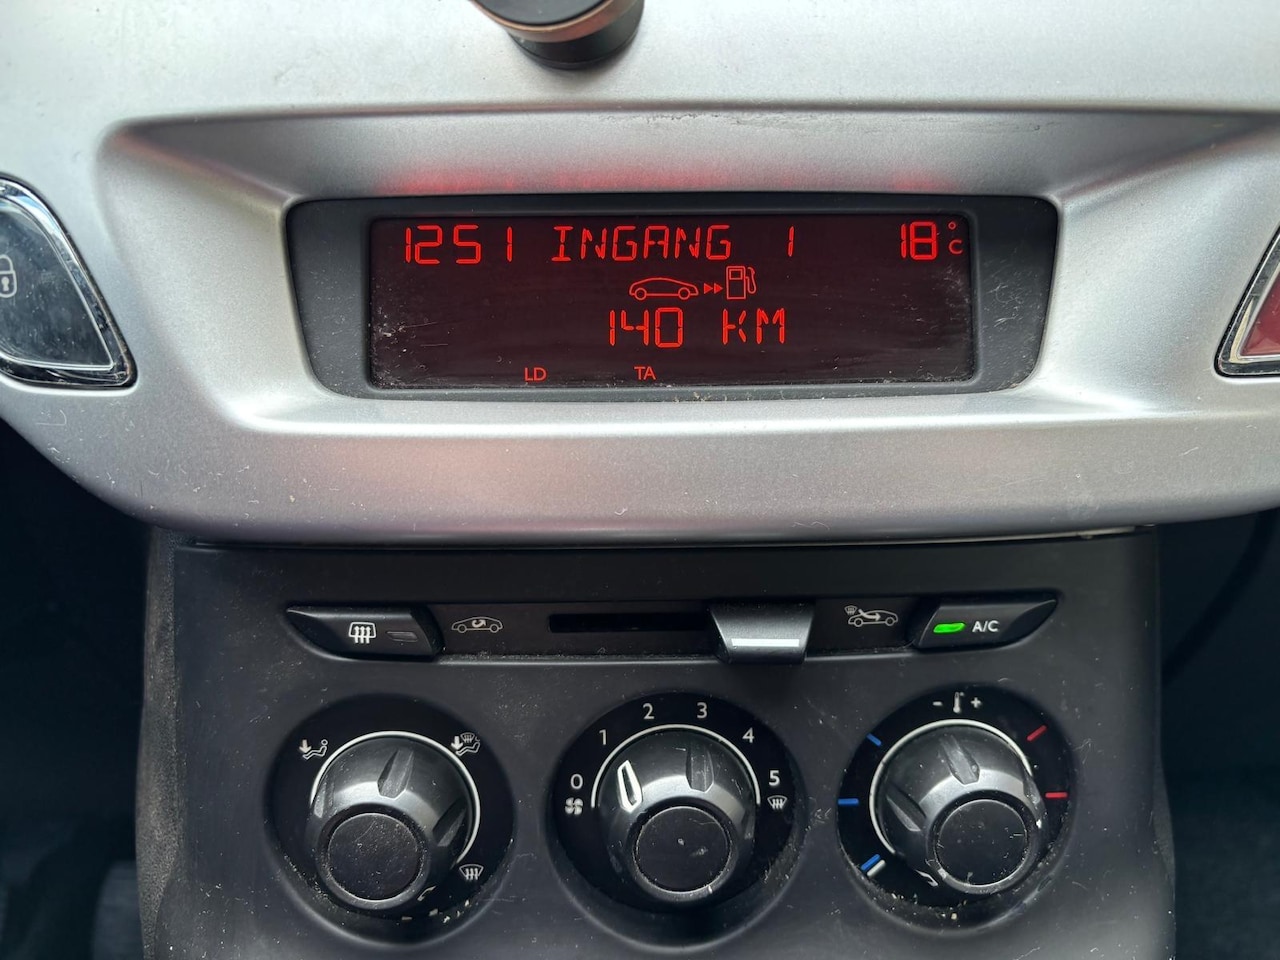 1251 INGANG 1 18°C
140 KM
LD TA
A/C
0 1 2 3 4 5
- +